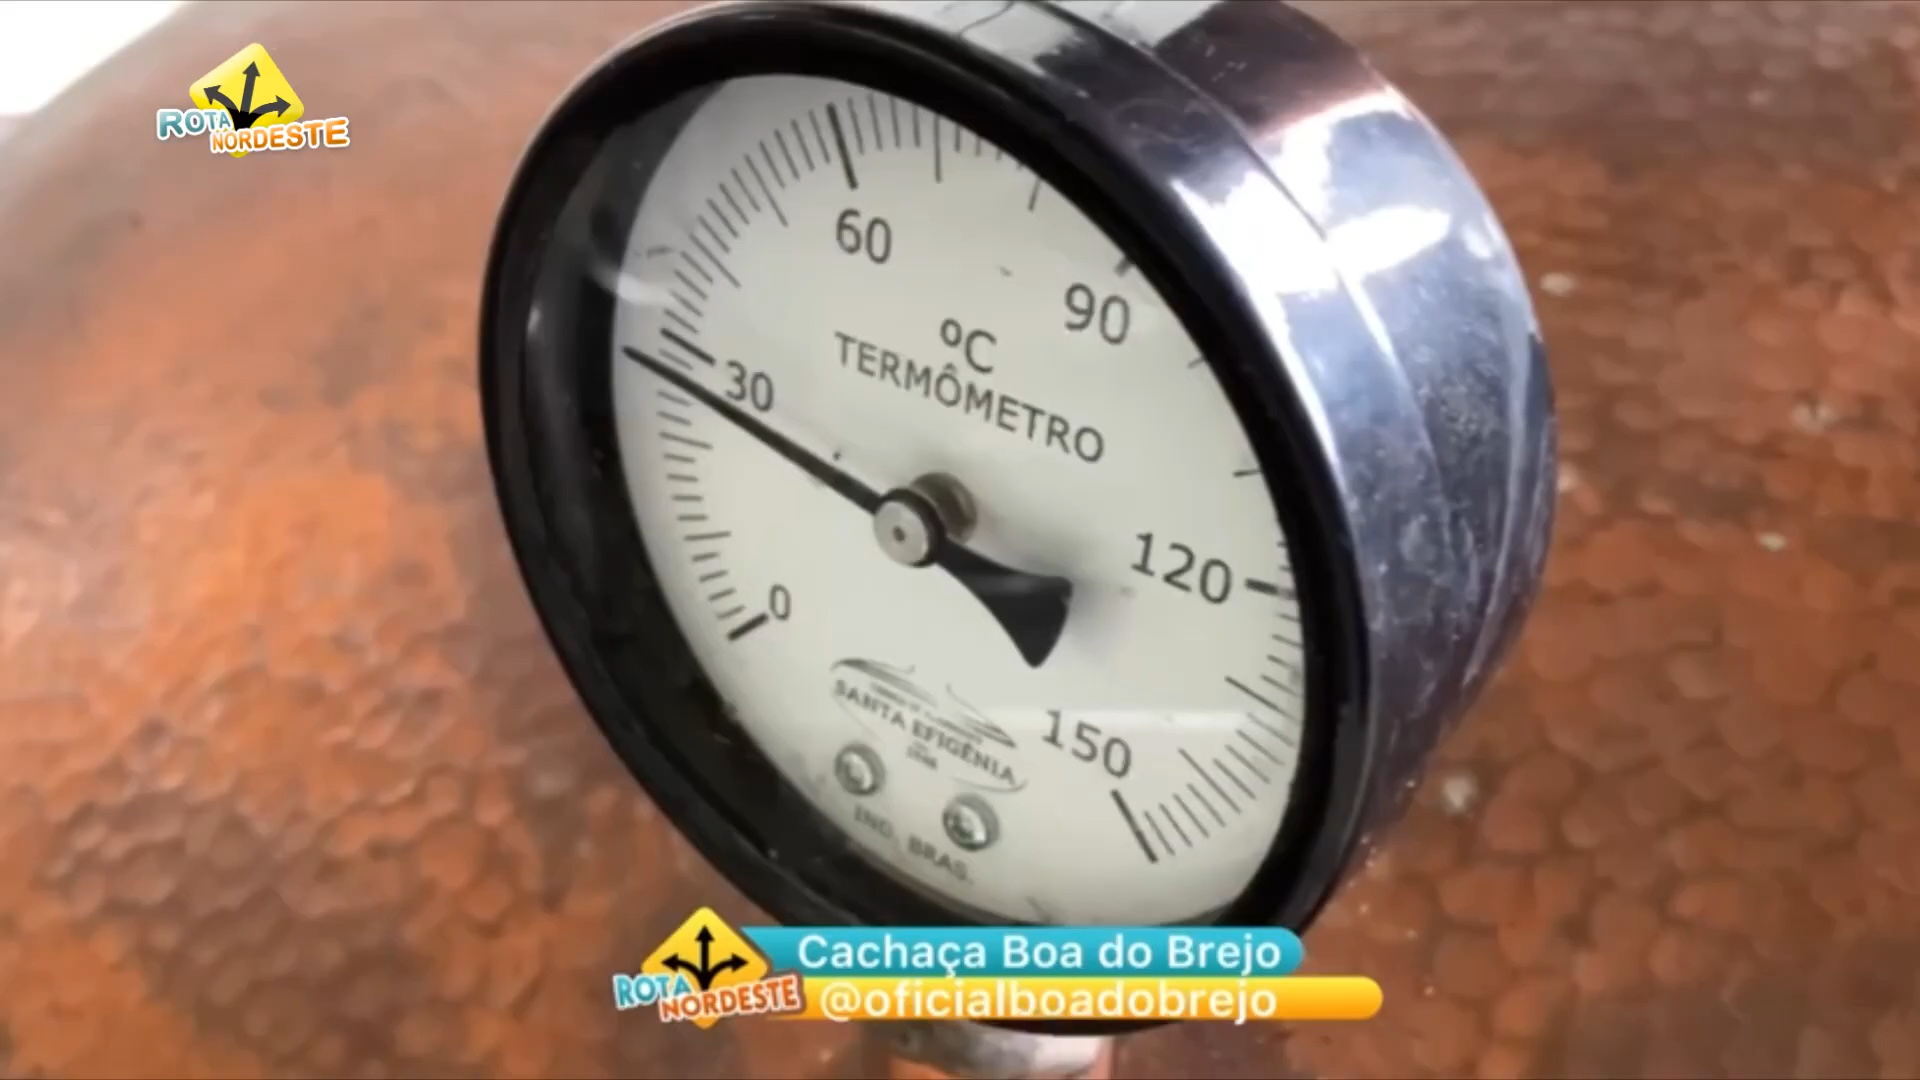 ROTA
NORDESTE
60
90
ºC
TERMÔMETRO
30
120
0
SANTA EFIGÊNIA
150
IND. BRAS.
Cachaça Boa do Brejo
ROTA
NORDESTE
@oficialboadobrejo